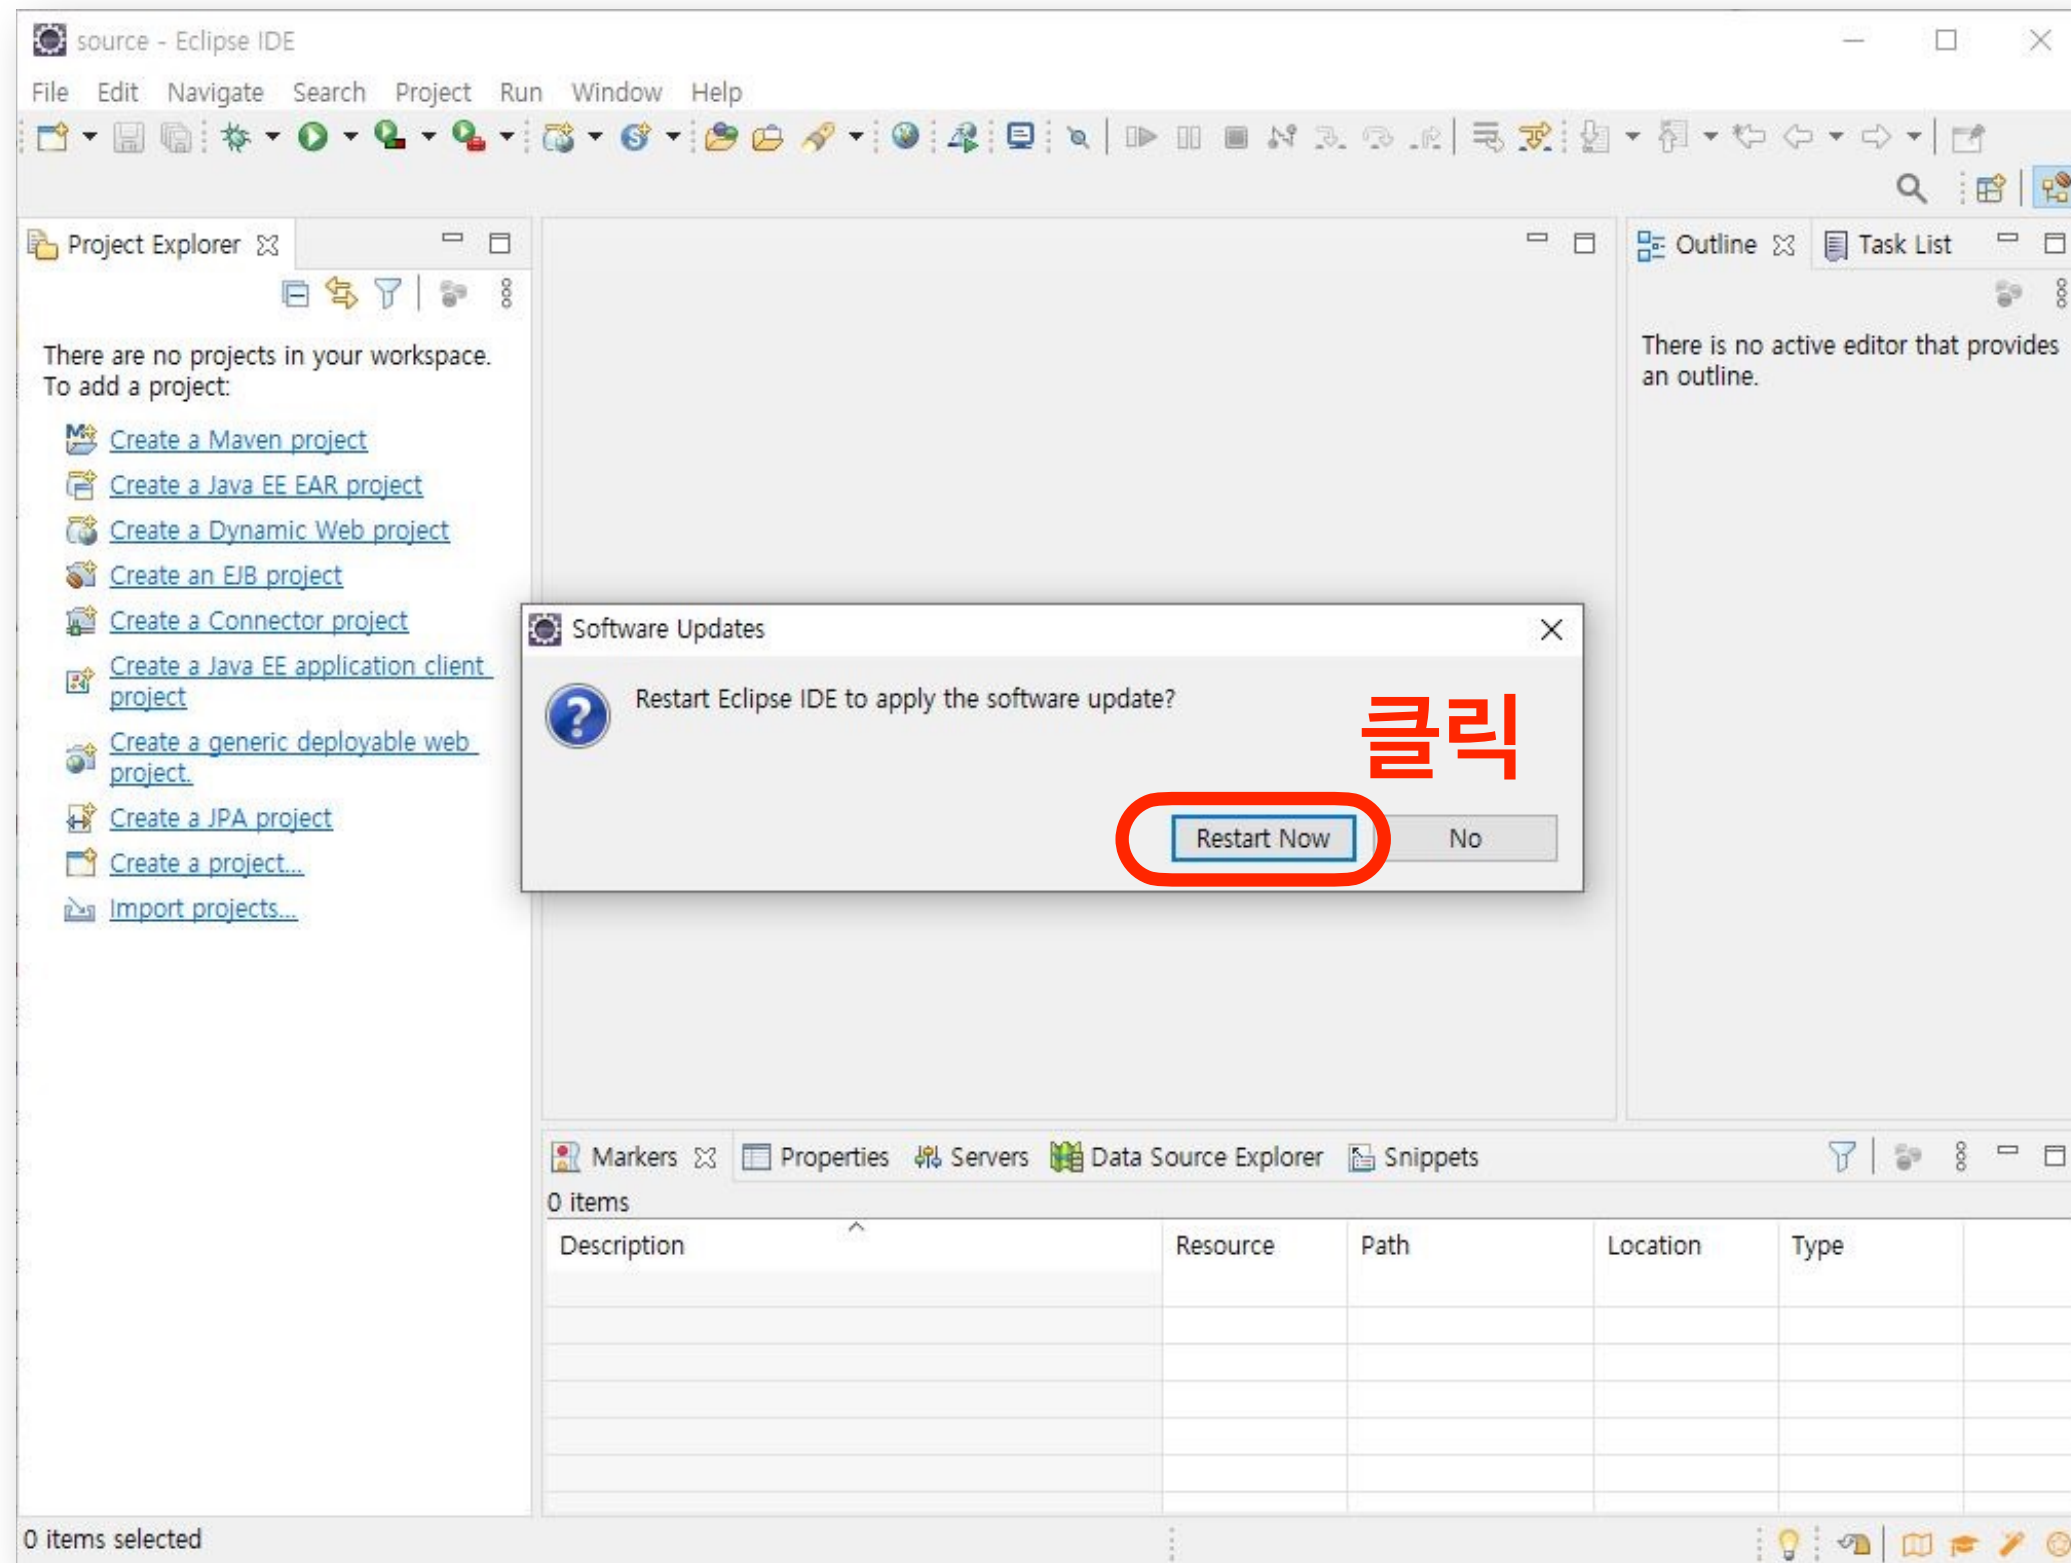 source - Eclipse IDE
File Edit Navigate Search Project Run Window Help
Project Explorer
Outline
Task List
There are no projects in your workspace.
To add a project:
Create a Maven project
Create a Java EE EAR project
Create a Dynamic Web project
Create an EJB project
Create a Connector project
Create a Java EE application client
project
Create a generic deployable web
project.
Create a JPA project
Create a project...
Import projects...
There is no active editor that provides
an outline.
Software Updates
Restart Eclipse IDE to apply the software update?
클릭
Restart Now
No
Markers
Properties
Servers
Data Source Explorer
Snippets
0 items
Description Resource Path Location Type
0 items selected